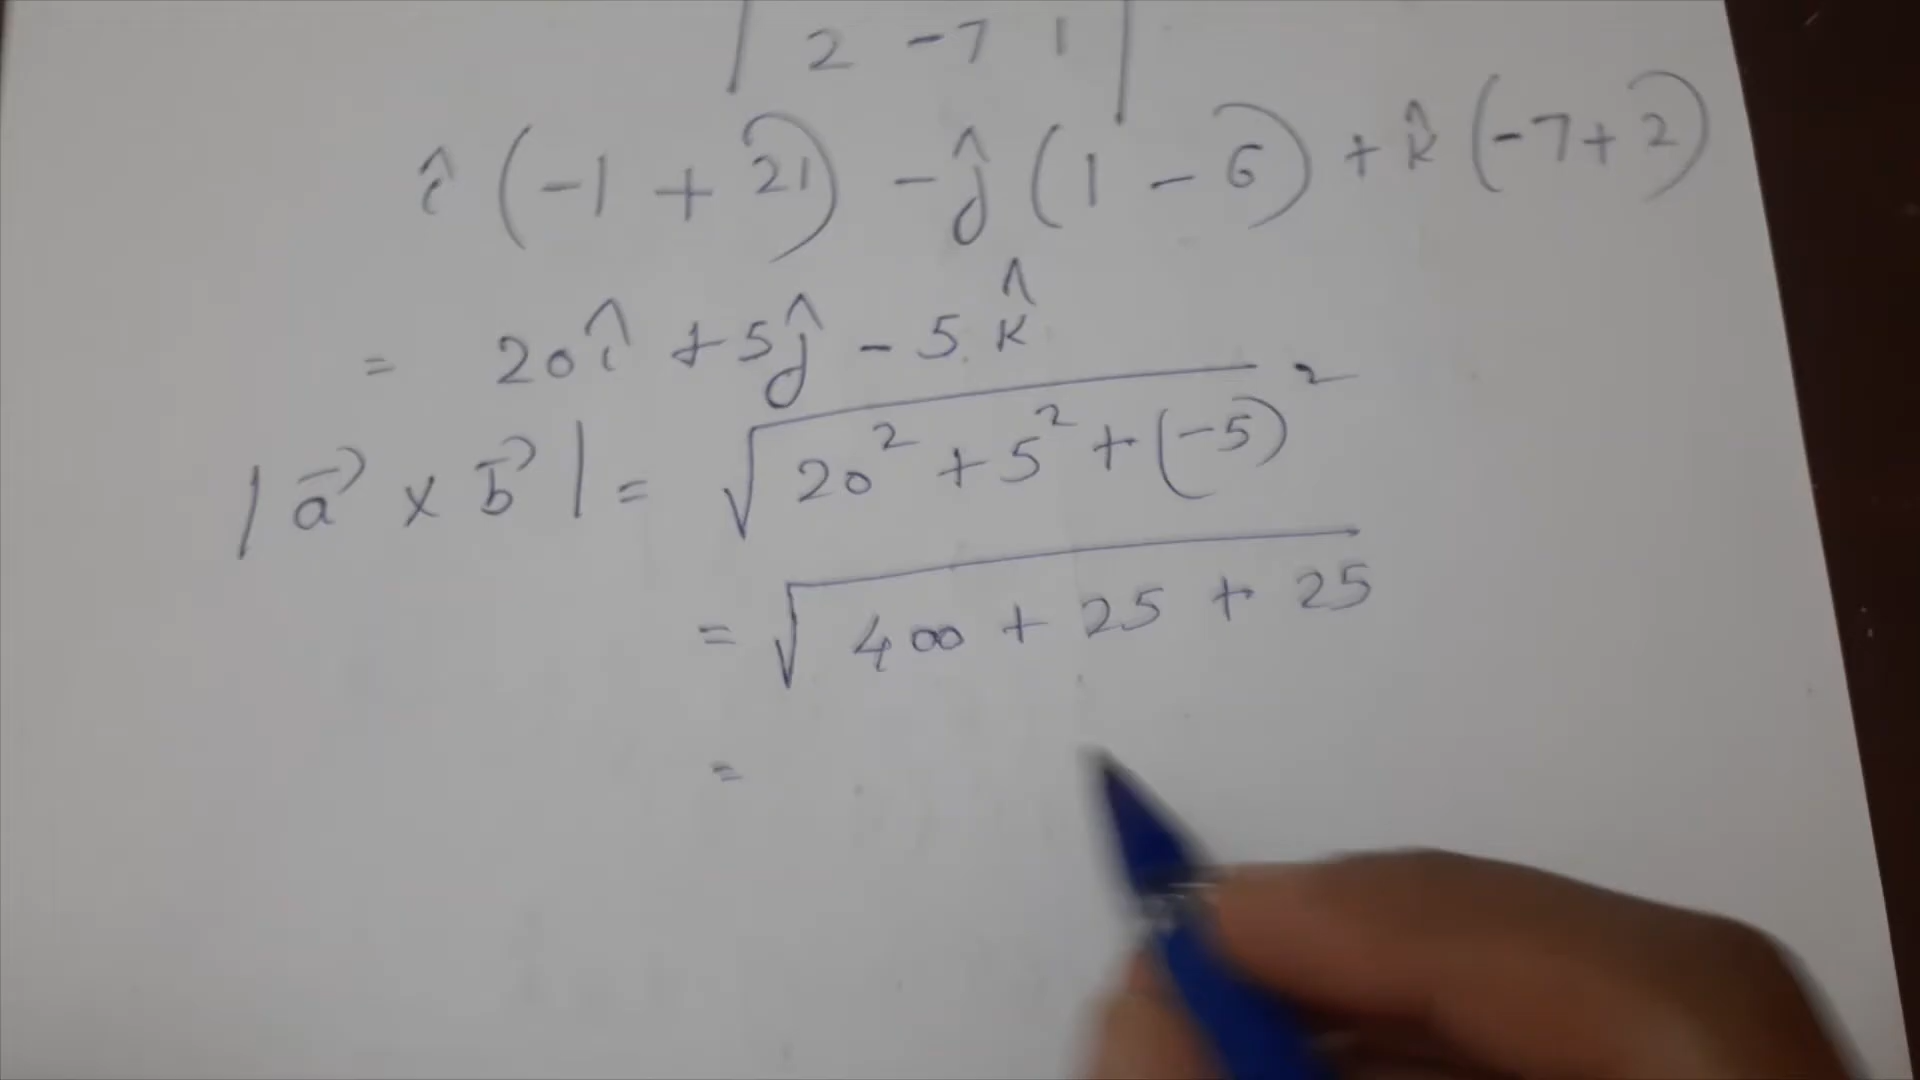 | 2 -7 1 |
î (-1 + 21) - ĵ (1 - 6) + k̂ (-7+2)
= 20î + 5ĵ - 5k̂
|a⃗ × b⃗| = √(20² + 5² + (-5)²)
= √(400 + 25 + 25)
=